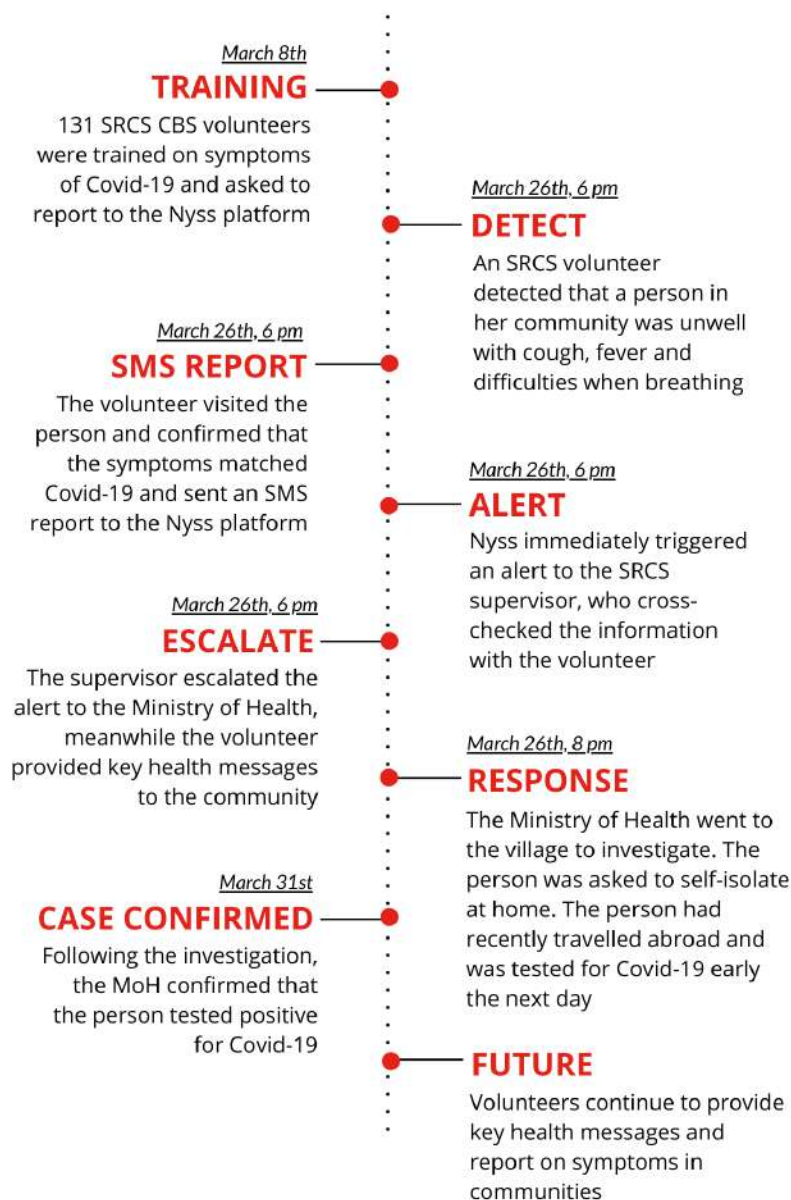 March 8th
TRAINING
131 SRCS CBS volunteers
were trained on symptoms
of Covid-19 and asked to
report to the Nyss platform
March 26th, 6 pm
DETECT
An SRCS volunteer
detected that a person in
her community was unwell
with cough, fever and
difficulties when breathing
March 26th, 6 pm
SMS REPORT
The volunteer visited the
person and confirmed that
the symptoms matched
Covid-19 and sent an SMS
report to the Nyss platform
March 26th, 6 pm
ALERT
Nyss immediately triggered
an alert to the SRCS
supervisor, who cross-
checked the information
with the volunteer
March 26th, 6 pm
ESCALATE
The supervisor escalated the
alert to the Ministry of Health,
meanwhile the volunteer
provided key health messages
to the community
March 26th, 8 pm
RESPONSE
The Ministry of Health went to
the village to investigate. The
person was asked to self-isolate
at home. The person had
recently travelled abroad and
was tested for Covid-19 early
the next day
March 31st
CASE CONFIRMED
Following the investigation,
the MoH confirmed that
the person tested positive
for Covid-19
FUTURE
Volunteers continue to provide
key health messages and
report on symptoms in
communities